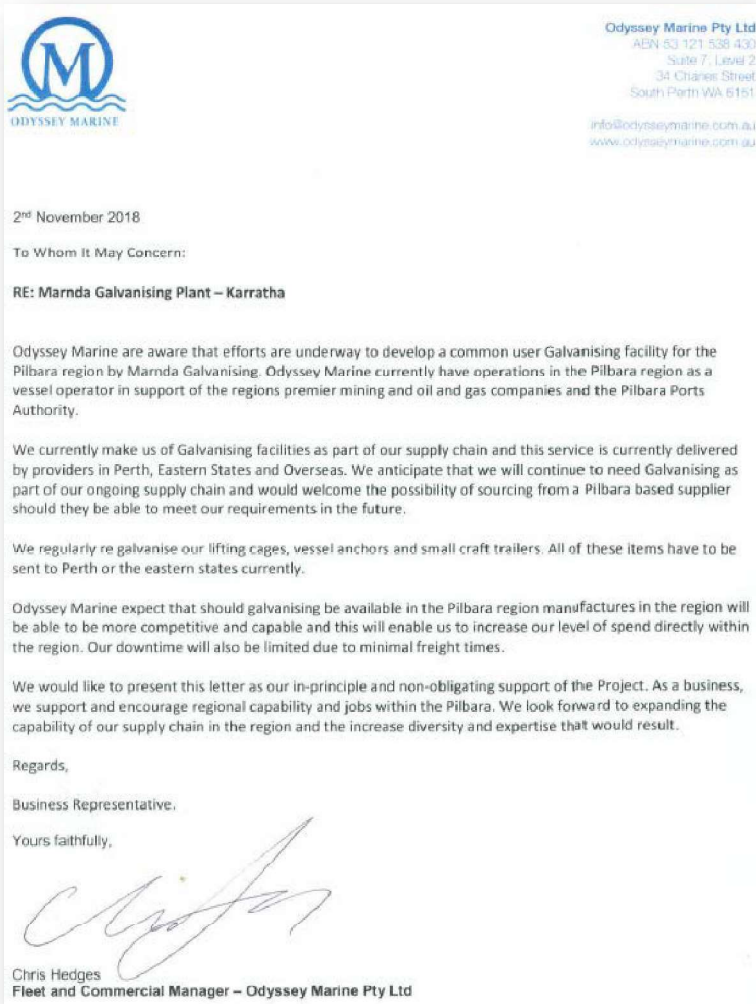 M
ODYSSEY MARINE
Odyssey Marine Pty Ltd
ABN 53 121 538 430
Suite 7, Level 2
34 Charles Street
South Perth WA 6151
info@odysseymarine.com.au
www.odysseymarine.com.au
2nd November 2018
To Whom It May Concern:
RE: Marnda Galvanising Plant – Karratha
Odyssey Marine are aware that efforts are underway to develop a common user Galvanising facility for the
Pilbara region by Marnda Galvanising. Odyssey Marine currently have operations in the Pilbara region as a
vessel operator in support of the regions premier mining and oil and gas companies and the Pilbara Ports
Authority.
We currently make us of Galvanising facilities as part of our supply chain and this service is currently delivered
by providers in Perth, Eastern States and Overseas. We anticipate that we will continue to need Galvanising as
part of our ongoing supply chain and would welcome the possibility of sourcing from a Pilbara based supplier
should they be able to meet our requirements in the future.
We regularly re galvanise our lifting cages, vessel anchors and small craft trailers. All of these items have to be
sent to Perth or the eastern states currently.
Odyssey Marine expect that should galvanising be available in the Pilbara region manufactures in the region will
be able to be more competitive and capable and this will enable us to increase our level of spend directly within
the region. Our downtime will also be limited due to minimal freight times.
We would like to present this letter as our in-principle and non-obligating support of the Project. As a business,
we support and encourage regional capability and jobs within the Pilbara. We look forward to expanding the
capability of our supply chain in the region and the increase diversity and expertise that would result.
Regards,
Business Representative.
Yours faithfully,
Chris Hedges
Fleet and Commercial Manager – Odyssey Marine Pty Ltd